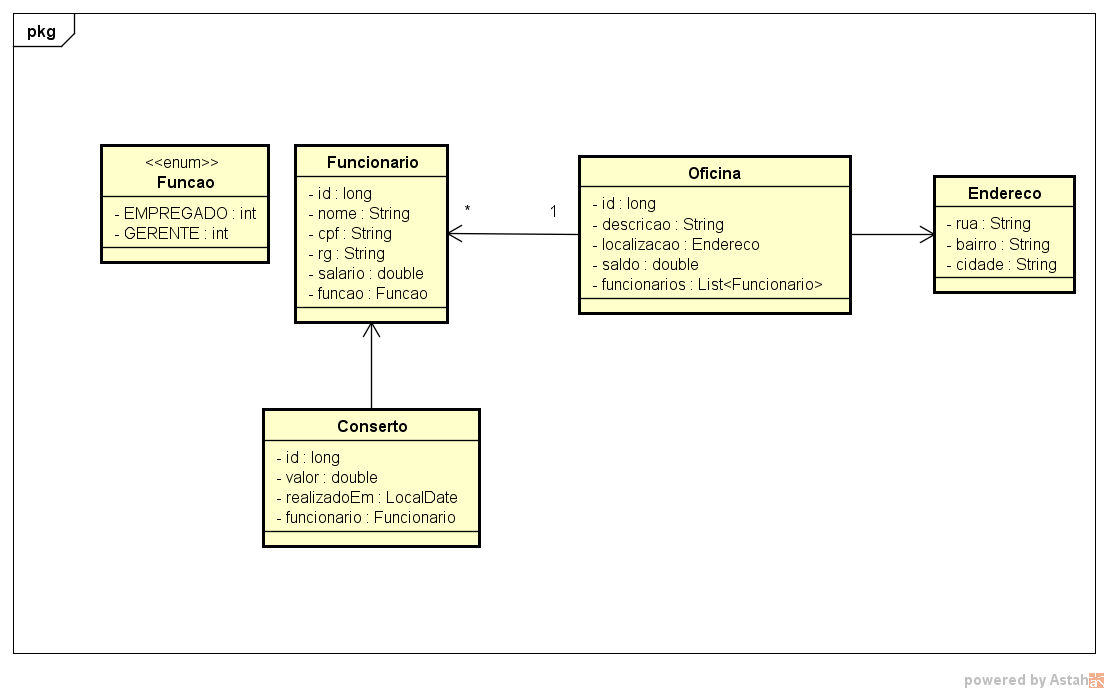 pkg
<<enum>>
Funcao
- EMPREGADO : int
- GERENTE : int
Funcionario
- id : long
- nome : String
- cpf : String
- rg : String
- salario : double
- funcao : Funcao
*
1
Oficina
- id : long
- descricao : String
- localizacao : Endereco
- saldo : double
- funcionarios : List<Funcionario>
Endereco
- rua : String
- bairro : String
- cidade : String
Conserto
- id : long
- valor : double
- realizadoEm : LocalDate
- funcionario : Funcionario
powered by Astah